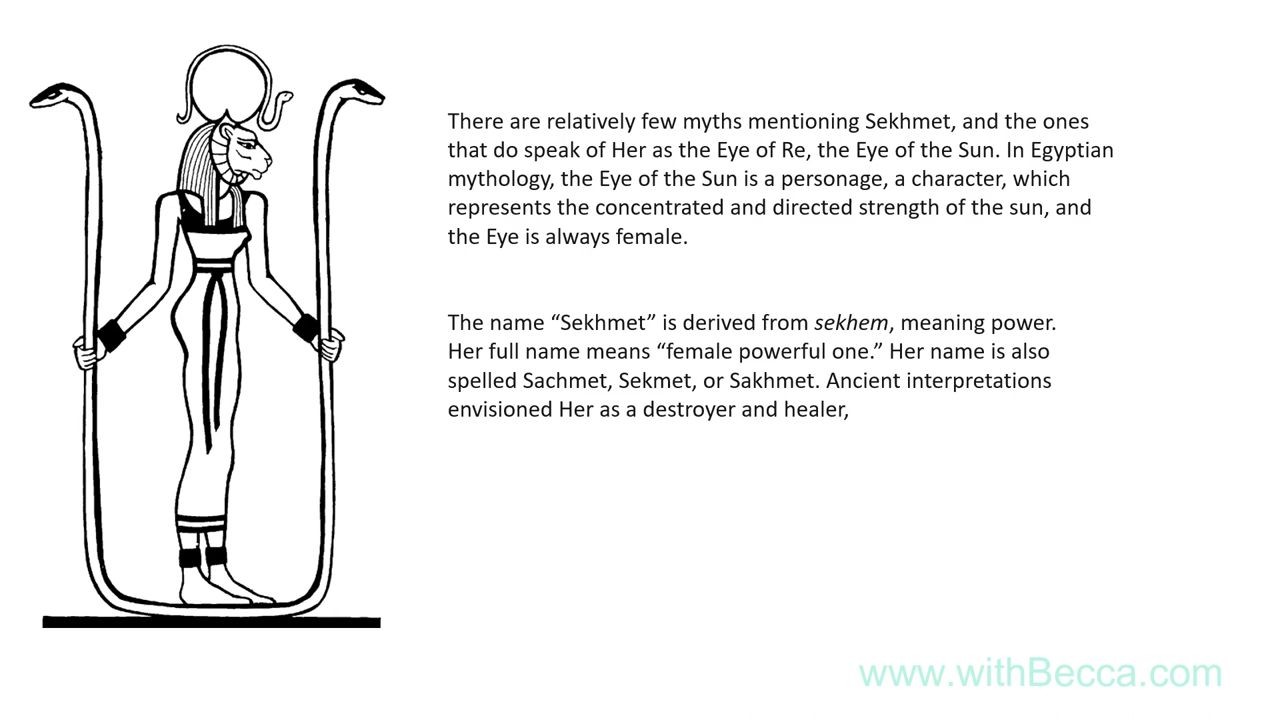 There are relatively few myths mentioning Sekhmet, and the ones
that do speak of Her as the Eye of Re, the Eye of the Sun. In Egyptian
mythology, the Eye of the Sun is a personage, a character, which
represents the concentrated and directed strength of the sun, and
the Eye is always female.
The name “Sekhmet” is derived from sekhem, meaning power.
Her full name means “female powerful one.” Her name is also
spelled Sachmet, Sekmet, or Sakhmet. Ancient interpretations
envisioned Her as a destroyer and healer,
www.withBecca.com